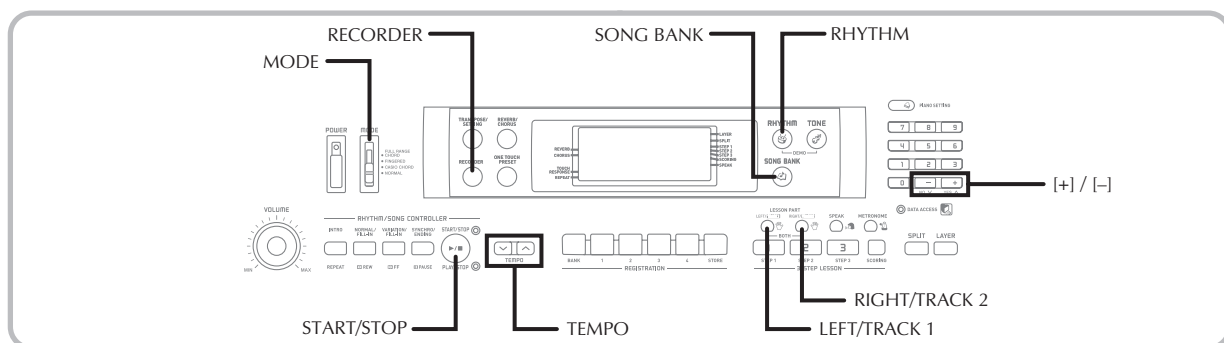 RECORDER
SONG BANK
RHYTHM
MODE
POWER
MODE
FULL RANGE
CHORD
FINGERED
CASIO CHORD
NORMAL
TRANSPOSE/
SETTING
REVERB/
CHORUS
RECORDER
ONE TOUCH
PRESET
REVERB
CHORUS
TOUCH
RESPONSE
REPEAT
LAYER
SPLIT
STEP 1
STEP 2
STEP 3
SCORING
SPEAK
RHYTHM
TONE
DEMO
SONG BANK
PIANO SETTING
7 8 9
4 5 6
1 2 3
0 – +
[+] / [–]
DATA ACCESS
VOLUME
MIN
MAX
RHYTHM/SONG CONTROLLER
INTRO
NORMAL/
FILL-IN
VARIATION/
FILL-IN
SYNCHRO/
ENDING
START/STOP
REPEAT
REW
FF
PAUSE
PLAY/STOP
TEMPO
BANK 1 2 3 4 STORE
REGISTRATION
LESSON PART
LEFT
RIGHT
SPEAK
METRONOME
BOTH
2
3
STEP 1 STEP 2 STEP 3 SCORING
3-STEP LESSON
SPLIT LAYER
RIGHT/TRACK 2
START/STOP
TEMPO
LEFT/TRACK 1